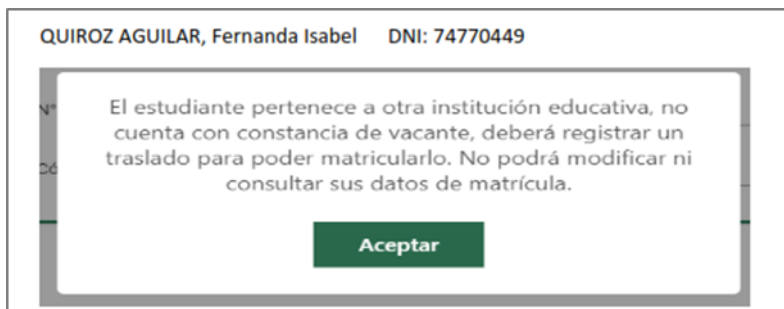 QUIROZ AGUILAR, Fernanda Isabel DNI: 74770449
N°
El estudiante pertenece a otra institución educativa, no
cuenta con constancia de vacante, deberá registrar un
traslado para poder matricularlo. No podrá modificar ni
consultar sus datos de matrícula.
Có
Aceptar